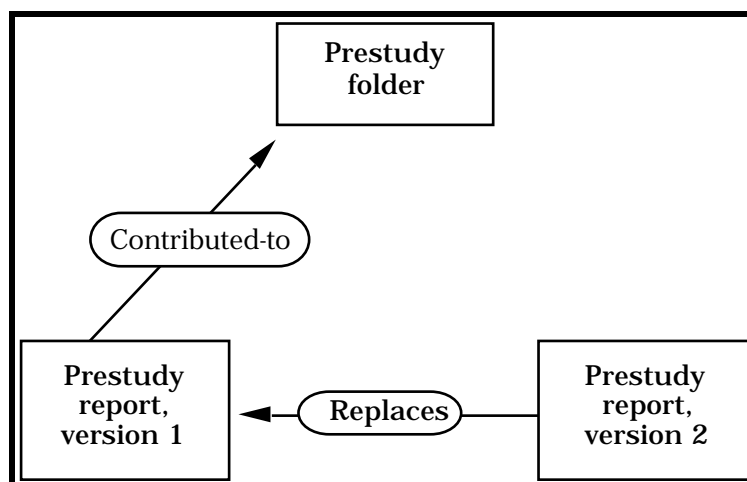 Prestudy
folder
Contributed-to
Prestudy
report,
version 1
Replaces
Prestudy
report,
version 2